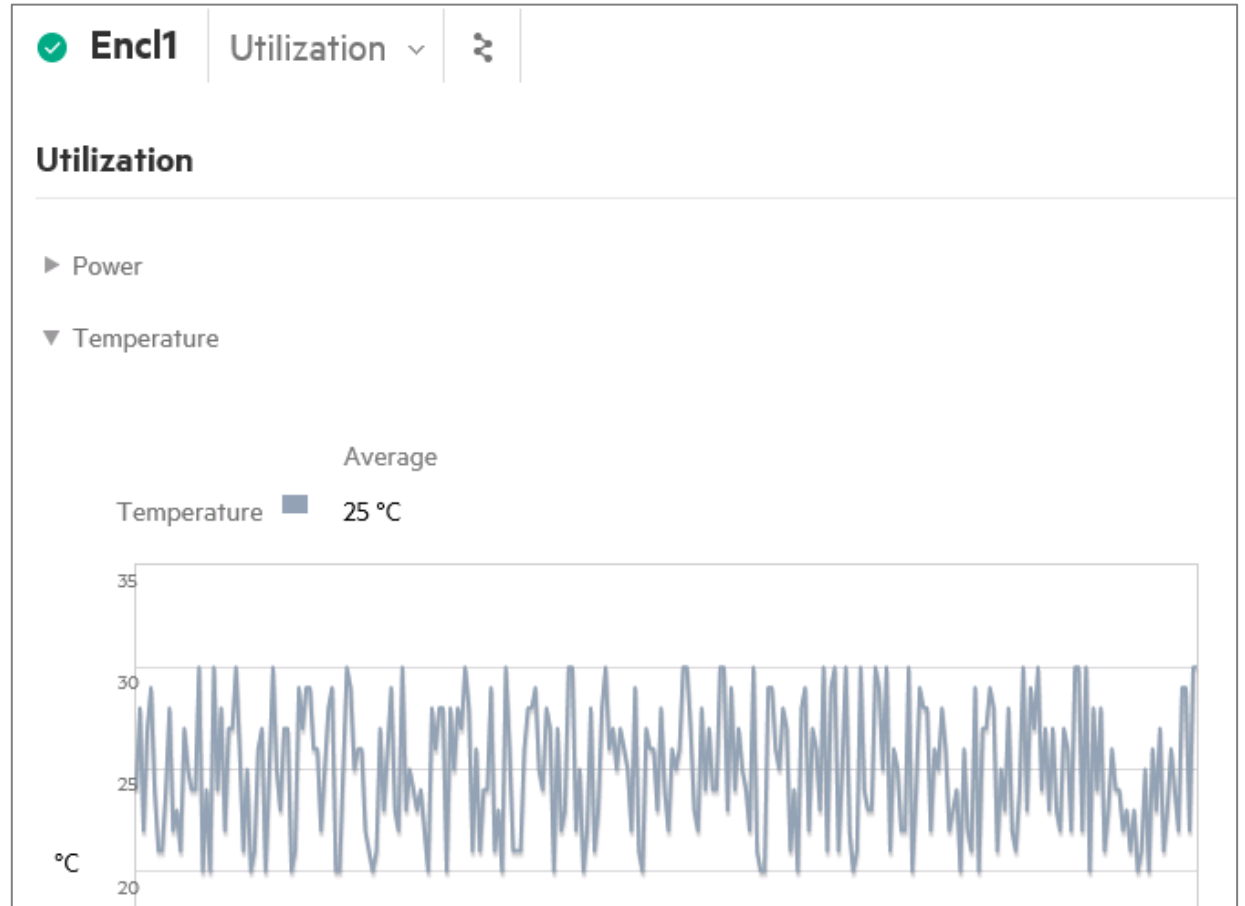 Encl1 Utilization
Utilization
Power
Temperature
Average
Temperature 25 °C
35
30
25
°C
20